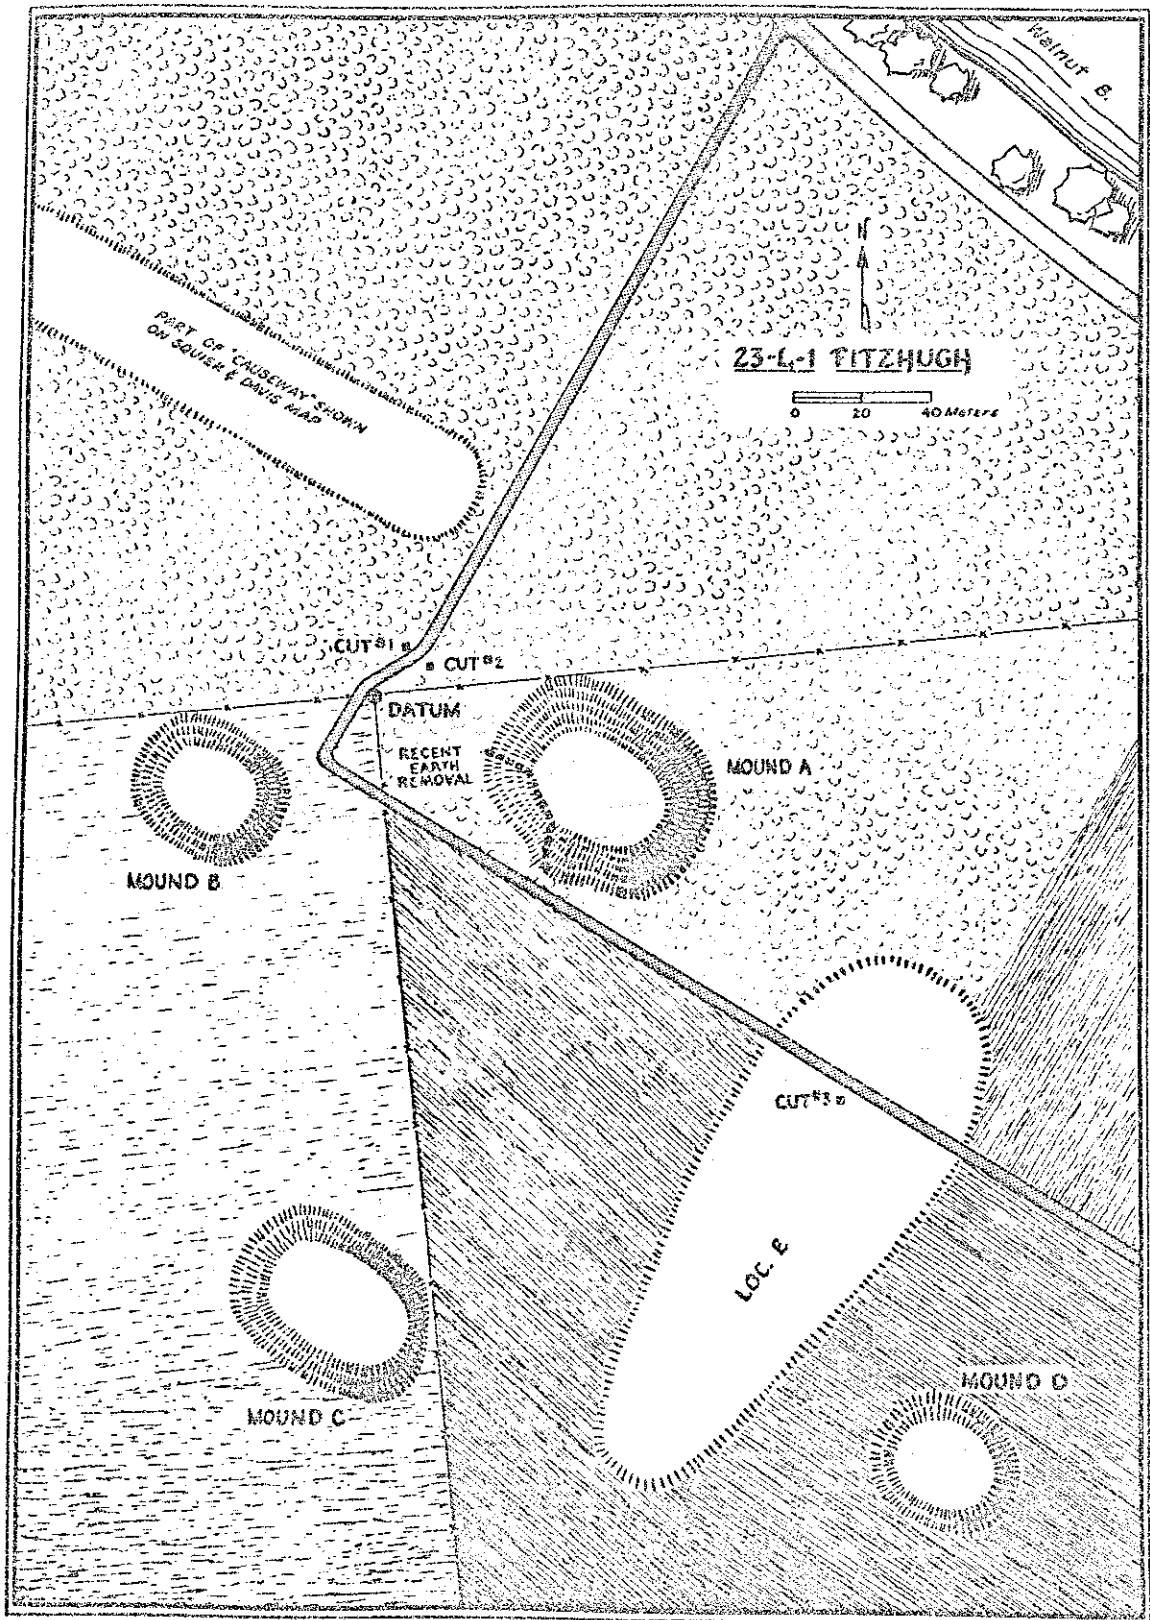 Walnut B.
N
23-L-1 FITZHUGH
0 20 40 Meters
PART OF "CAUSEWAY" SHOWN
ON SQUIER & DAVIS MAP
CUT #1
CUT #2
DATUM
RECENT
EARTH
REMOVAL
MOUND A
MOUND B
CUT #3
LOC. E
MOUND C
MOUND D